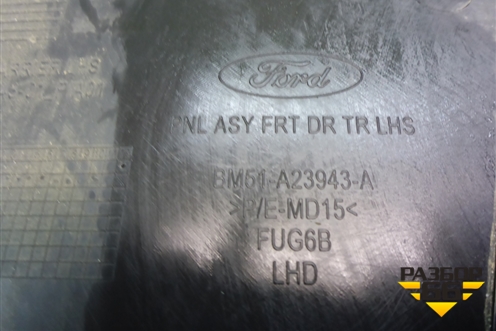 Ford
PNL ASY FRT DR TR LHS
BM51-A23943-A
>P/E-MD15<
FUG6B
LHD
РАЗБОР